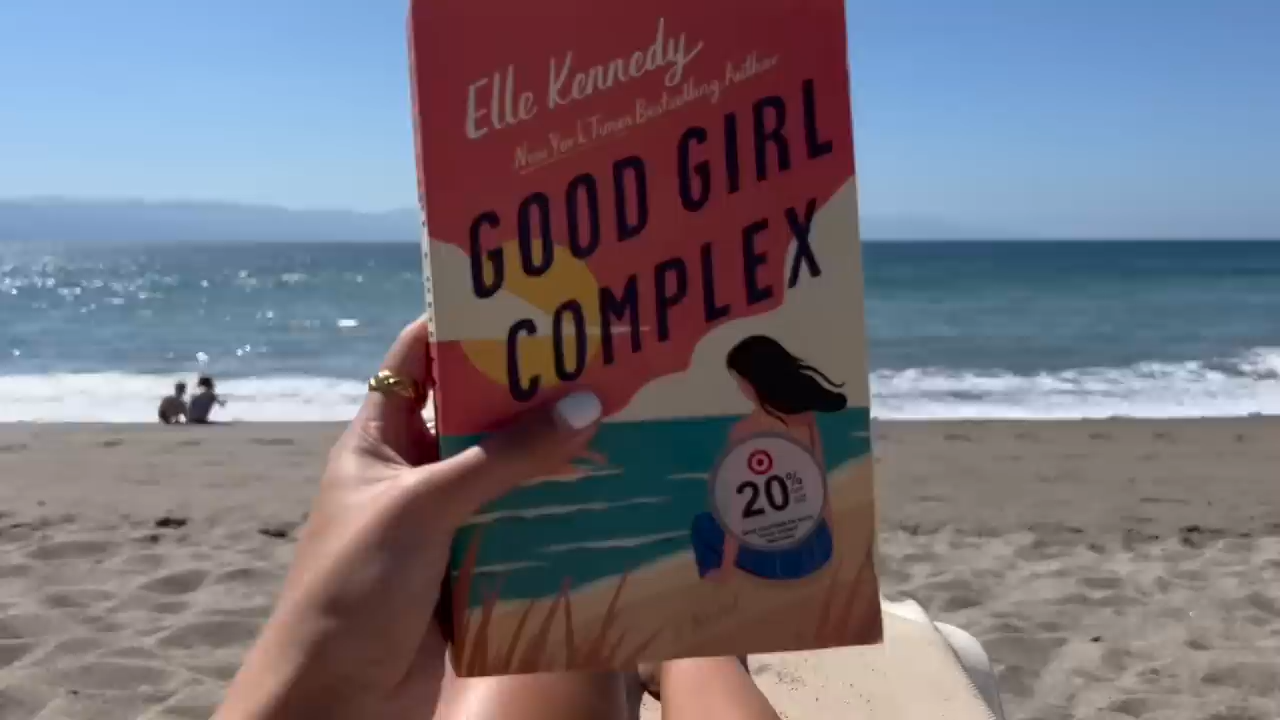 Elle Kennedy
New York Times Bestselling Author
GOOD GIRL
COMPLEX
20%